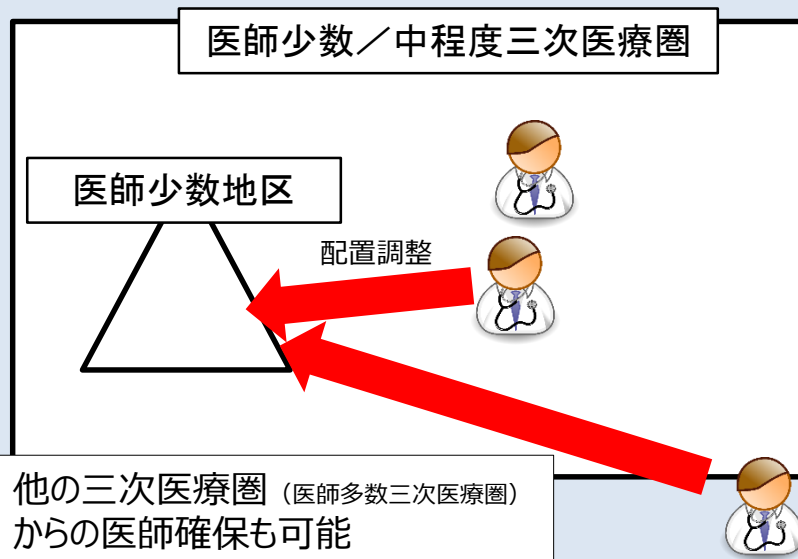 医師少数／中程度三次医療圏
医師少数地区
配置調整
他の三次医療圏（医師多数三次医療圏）
からの医師確保も可能